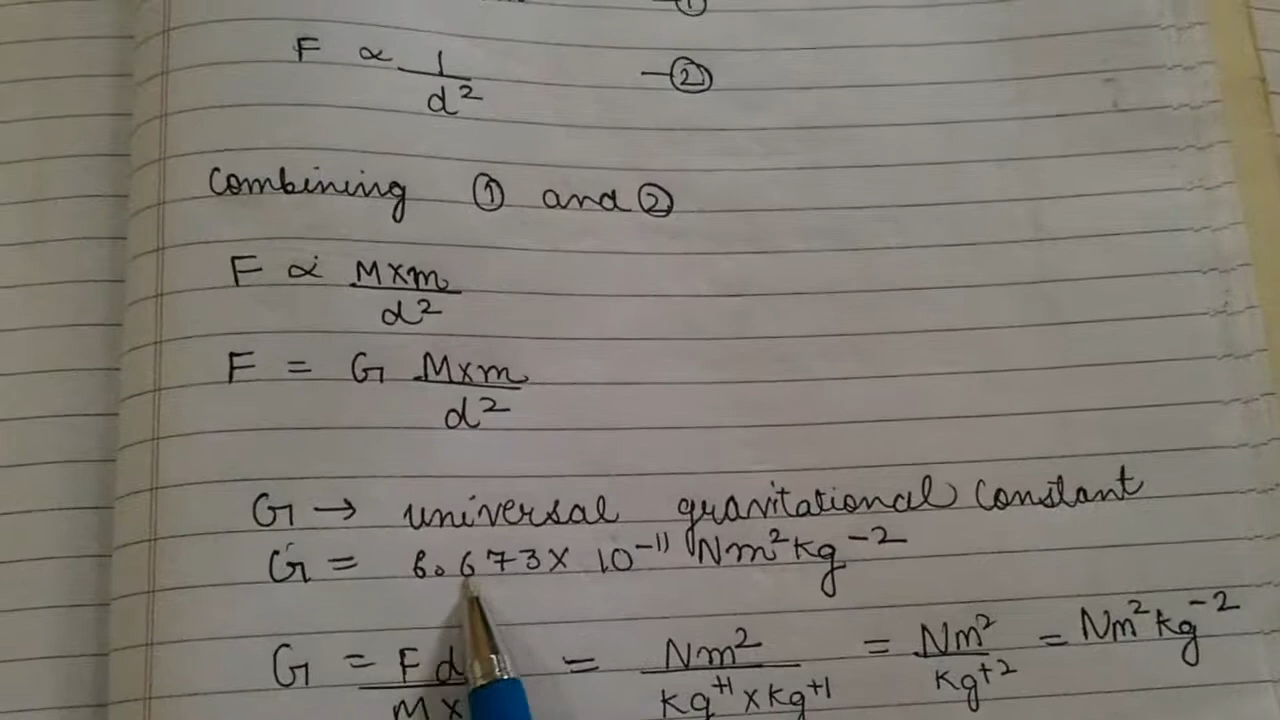 ①
F ∝ 1/d² —②
Combining ① and ②
F ∝ M×m/d²
F = G M×m/d²
G → universal gravitational constant
G = 6.673× 10⁻¹¹ Nm²kg⁻²
G = Fd/M× = Nm²/kg⁺¹×kg⁺¹ = Nm²/kg⁺² = Nm²kg⁻²